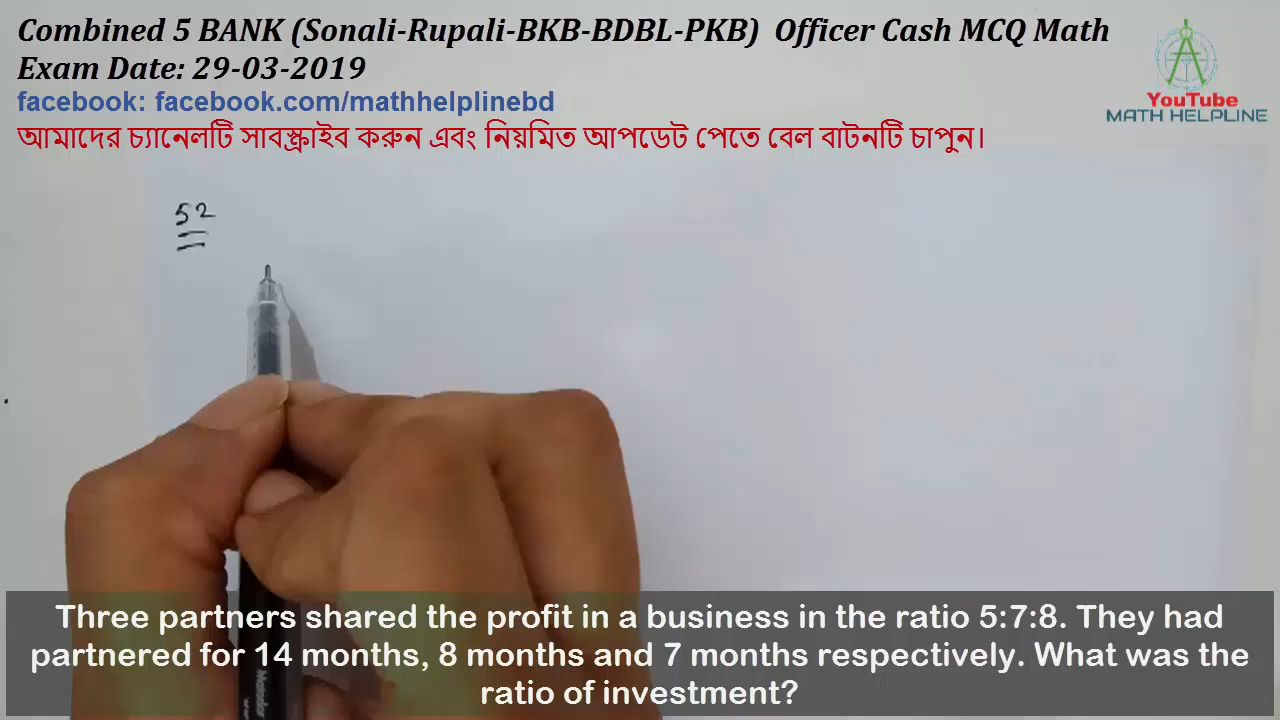 Combined 5 BANK (Sonali-Rupali-BKB-BDBL-PKB) Officer Cash MCQ Math
Exam Date: 29-03-2019
facebook: facebook.com/mathhelplinebd
আমাদের চ্যানেলটি সাবস্ক্রাইব করুন এবং নিয়মিত আপডেট পেতে বেল বাটনটি চাপুন।
YouTube
MATH HELPLINE
52
Matador
Three partners shared the profit in a business in the ratio 5:7:8. They had
partnered for 14 months, 8 months and 7 months respectively. What was the
ratio of investment?